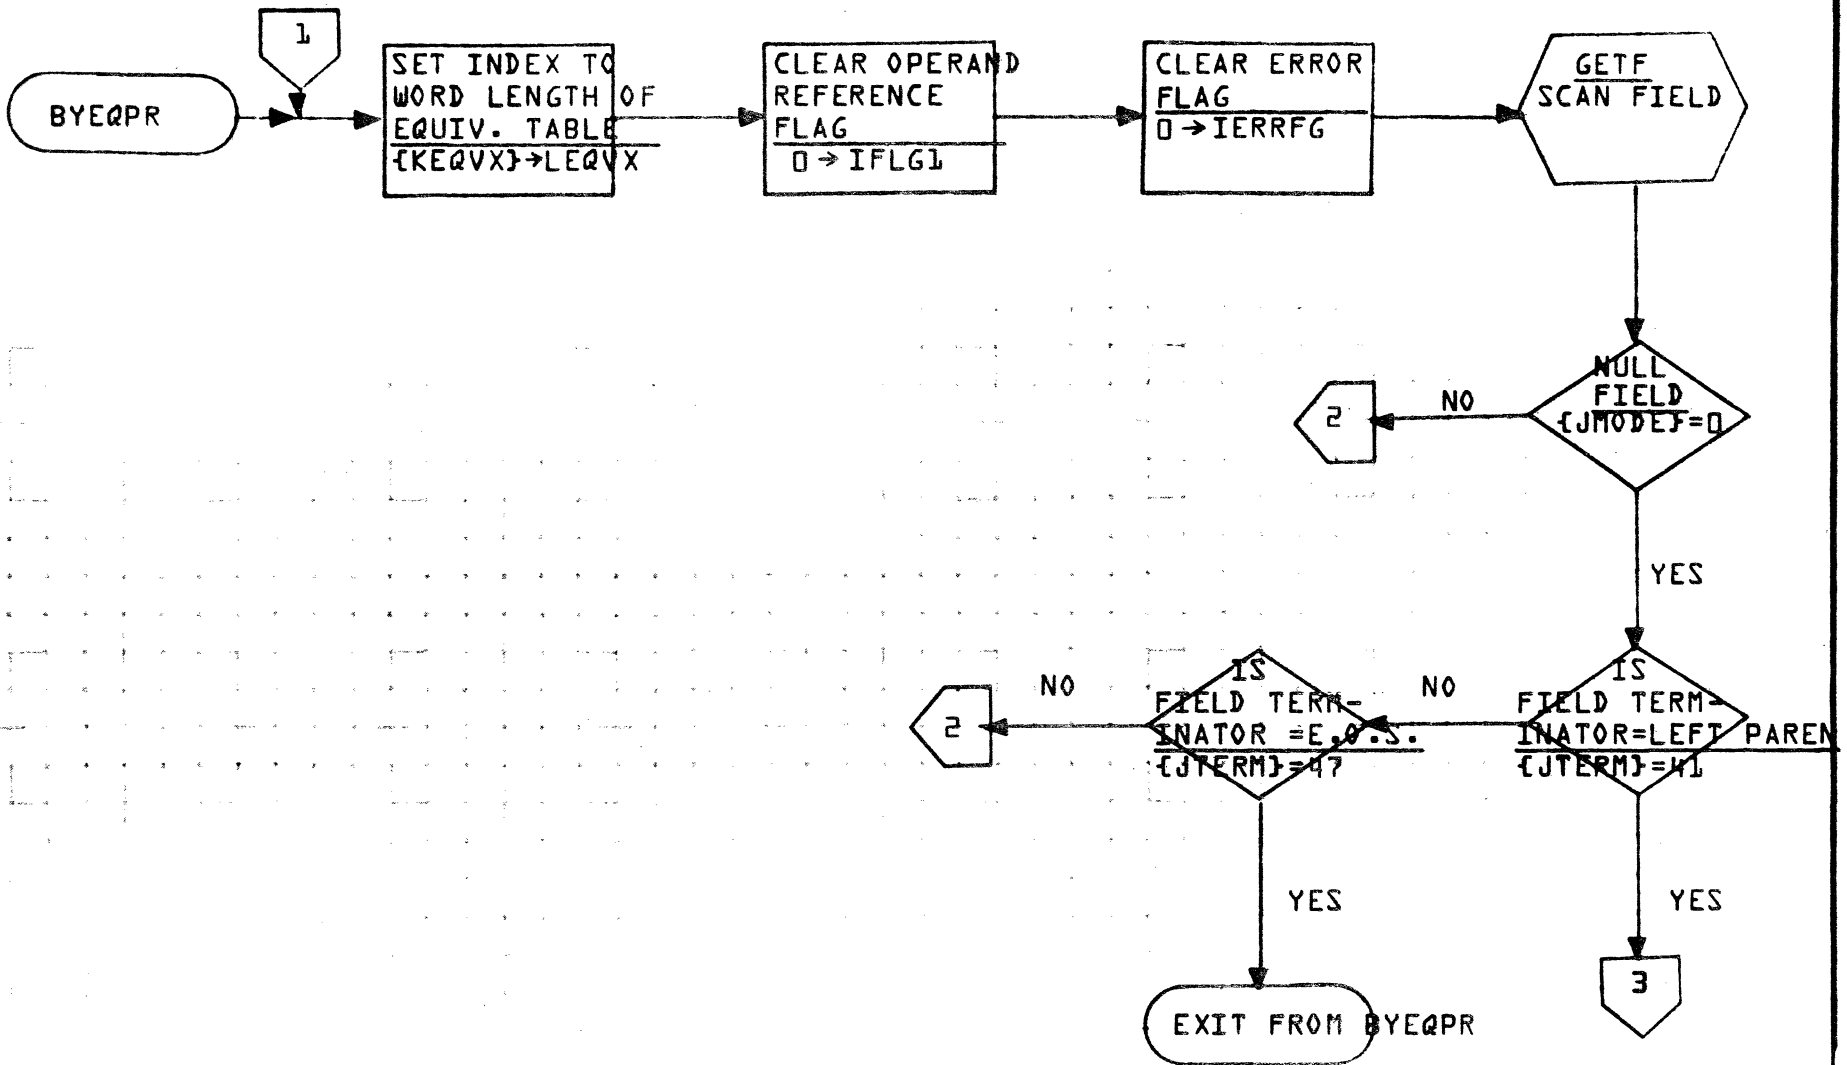 1
BYEQPR
SET INDEX TO
WORD LENGTH OF
EQUIV. TABLE
{KEQVX}→LEQVX
CLEAR OPERAND
REFERENCE
FLAG
0→IFLG1
CLEAR ERROR
FLAG
0→IERRFG
GETF
SCAN FIELD
NULL
FIELD
{JMODE}=0
NO
2
YES
IS
FIELD TERM-
INATOR=LEFT PAREN
{JTERM}=41
NO
IS
FIELD TERM-
INATOR =E.O.S.
{JTERM}=47
NO
2
YES
YES
3
EXIT FROM BYEQPR